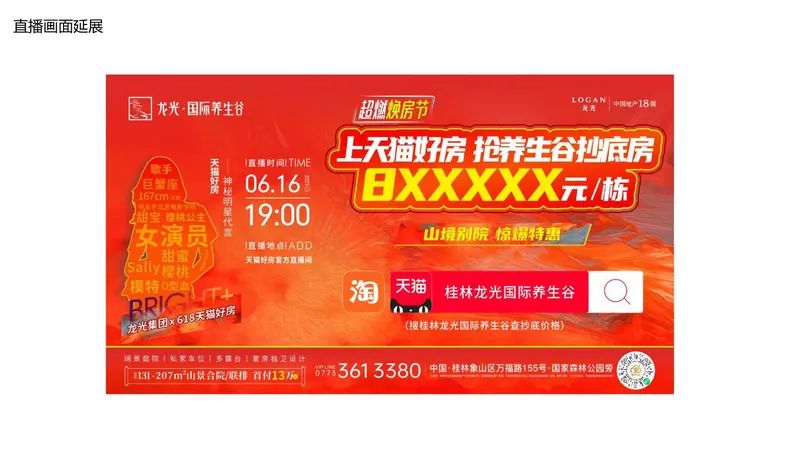 直播画面延展
龙光·国际养生谷
超燃焕房节
LOGAN
龙光
中国地产18强
上天猫好房 抢养生谷抄底房
8XXXXX元/栋
山境别院 惊爆特惠
歌手
巨蟹座
167cm
甜宝 樱桃公主
女演员
甜蜜
Sally 樱桃
模特 O型血
BRIGHT+
龙光集团 x 618天猫好房
天猫好房
神秘明星代言
直播时间 TIME
06.16
19:00
直播地点 ADD
天猫好房官方直播间
淘
天猫
桂林龙光国际养生谷
(搜桂林龙光国际养生谷查抄底价格)
阔景庭院 | 私家车位 | 多露台 | 套房独卫设计
131-207m²山景合院/联排 首付13万
VIP LINE
0773
361 3380
中国·桂林象山区万福路155号·国家森林公园旁